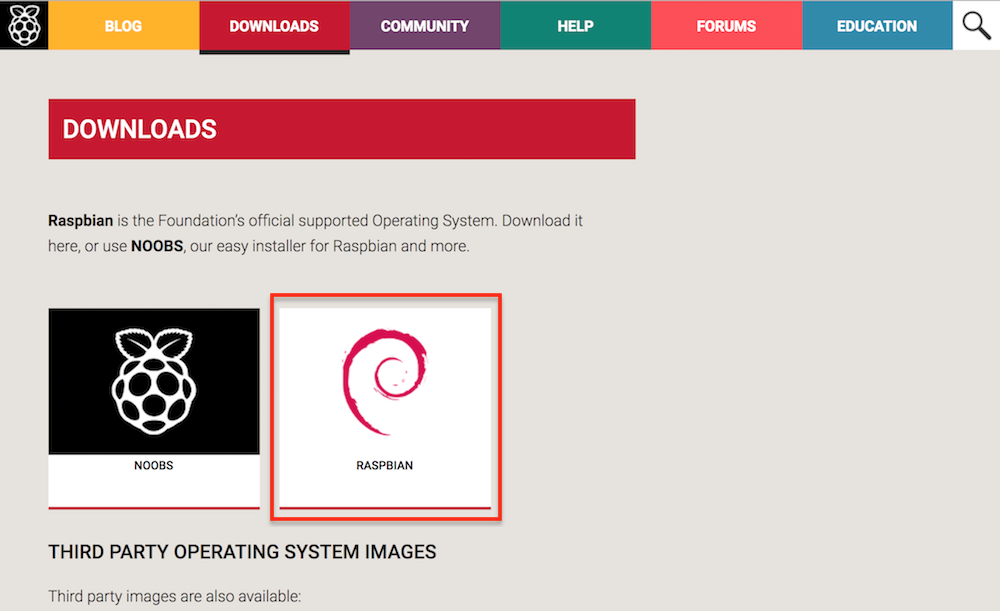 BLOG DOWNLOADS COMMUNITY HELP FORUMS EDUCATION
DOWNLOADS
Raspbian is the Foundation's official supported Operating System. Download it
here, or use NOOBS, our easy installer for Raspbian and more.
NOOBS RASPBIAN
THIRD PARTY OPERATING SYSTEM IMAGES
Third party images are also available: